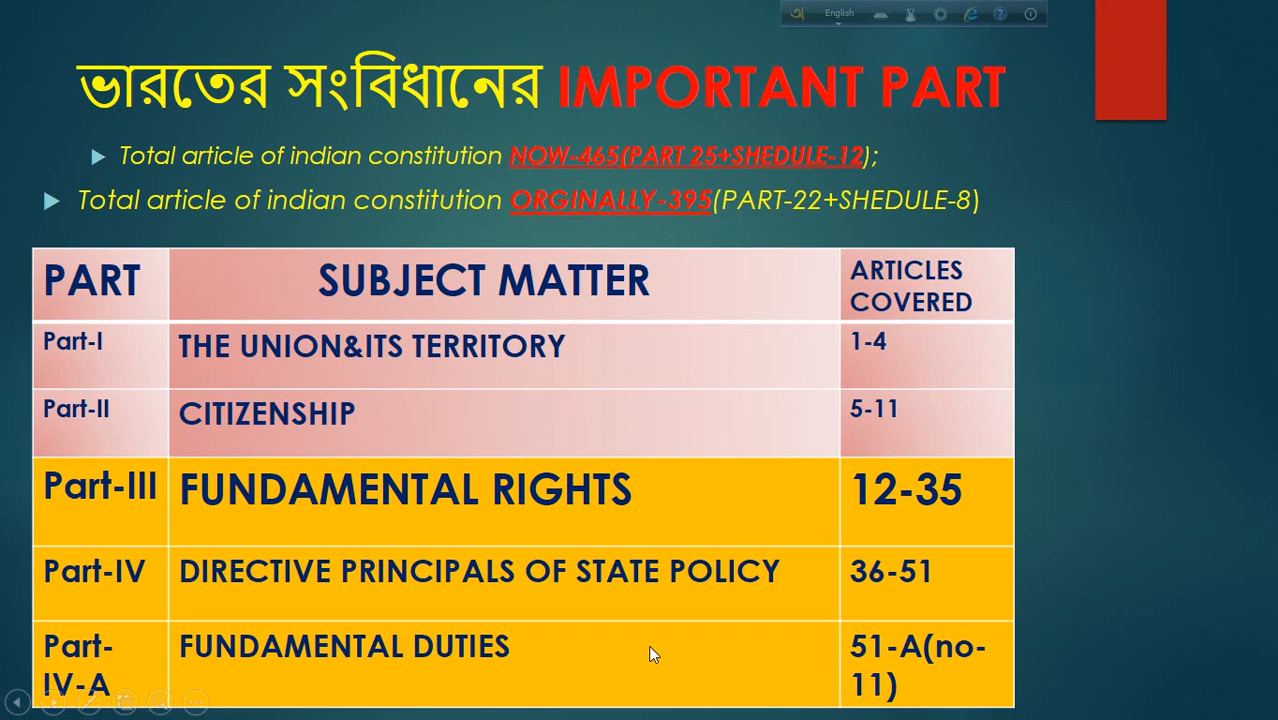 English
ভারতের সংবিধানের IMPORTANT PART
Total article of indian constitution NOW-465(PART 25+SHEDULE-12);
Total article of indian constitution ORGINALLY-395(PART-22+SHEDULE-8)
PART SUBJECT MATTER ARTICLES
COVERED
Part-I THE UNION&ITS TERRITORY 1-4
Part-II CITIZENSHIP 5-11
Part-III FUNDAMENTAL RIGHTS 12-35
Part-IV DIRECTIVE PRINCIPALS OF STATE POLICY 36-51
Part- FUNDAMENTAL DUTIES 51-A(no-
IV-A 11)